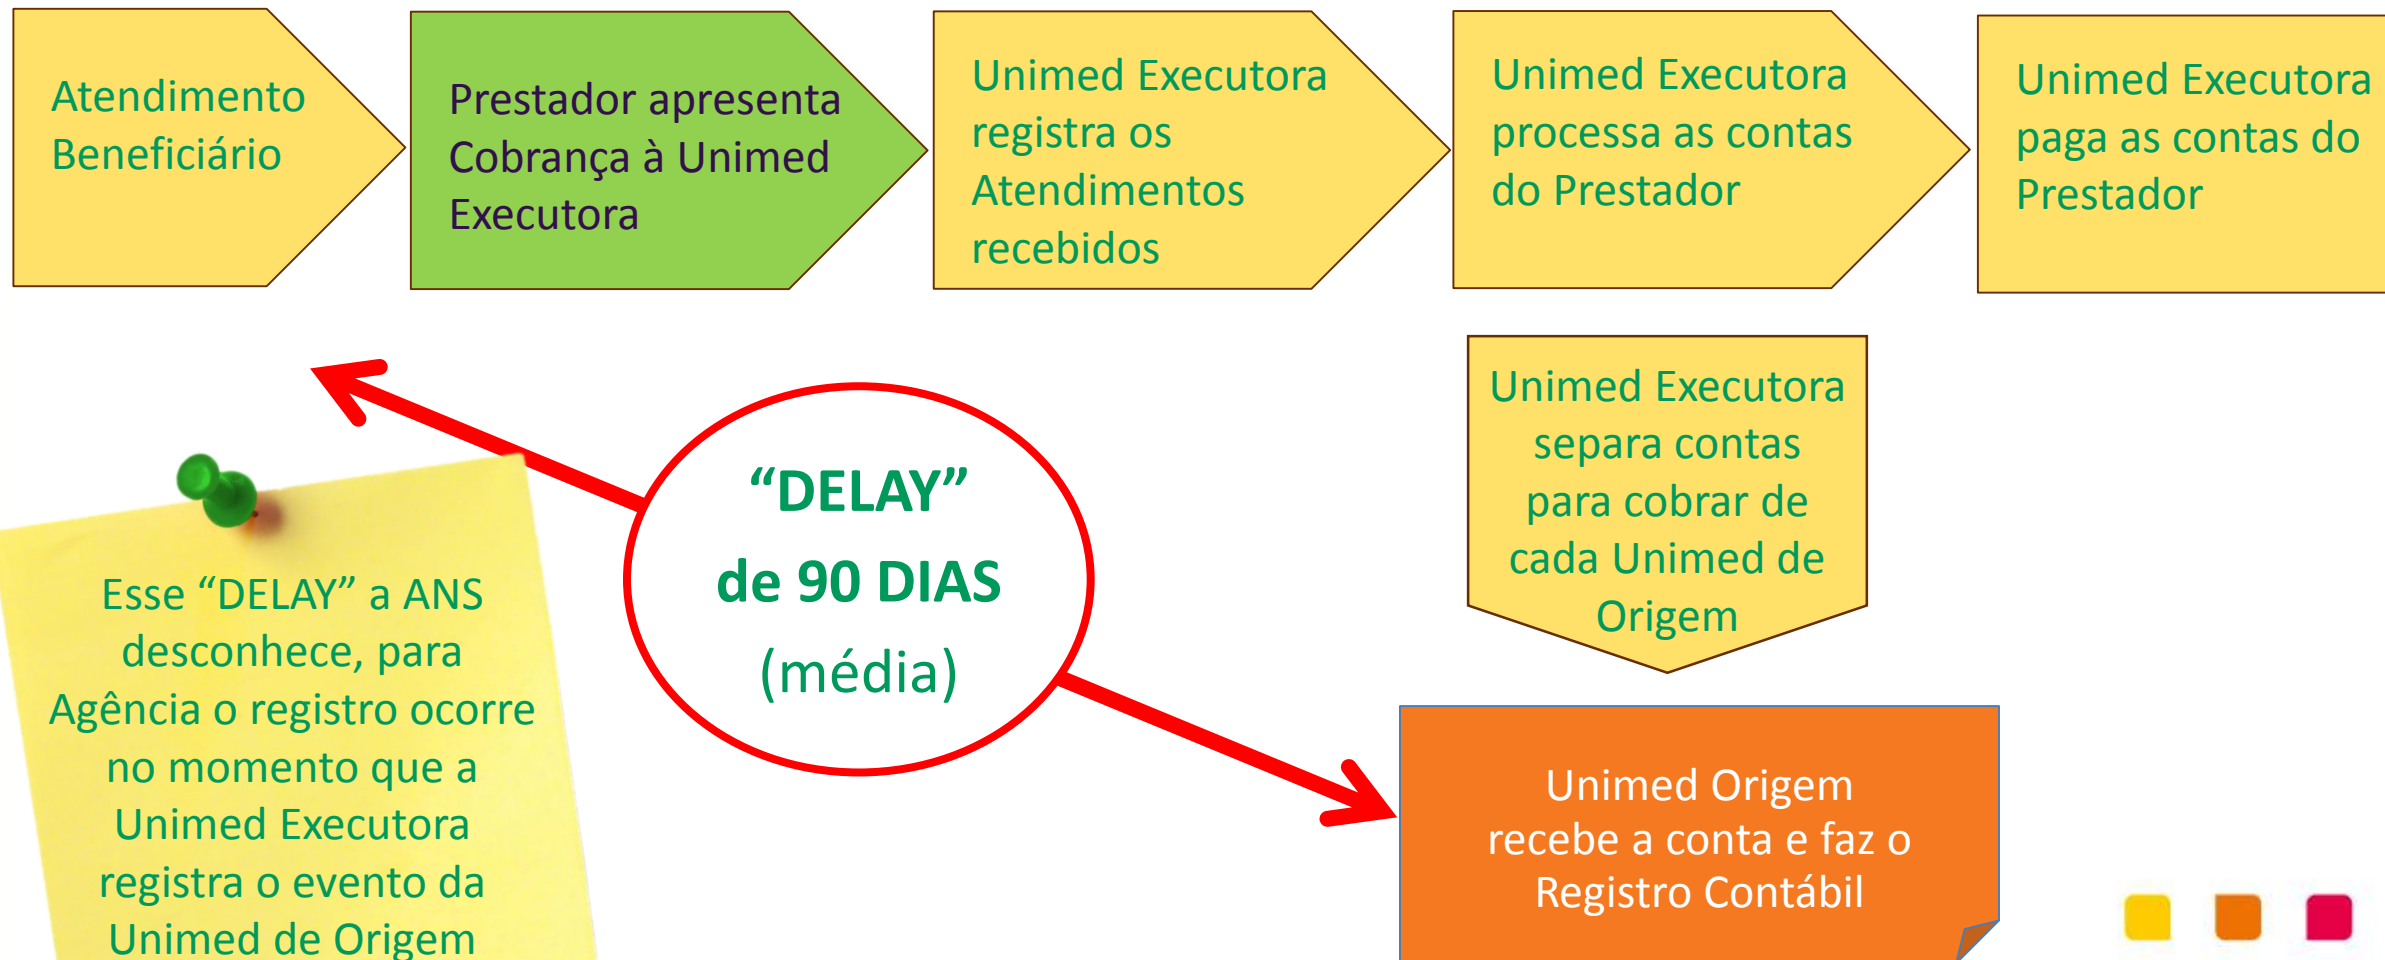 Atendimento
Beneficiário
Prestador apresenta
Cobrança à Unimed
Executora
Unimed Executora
registra os
Atendimentos
recebidos
Unimed Executora
processa as contas
do Prestador
Unimed Executora
paga as contas do
Prestador
Unimed Executora
separa contas
para cobrar de
cada Unimed de
Origem
“DELAY”
de 90 DIAS
(média)
Esse “DELAY” a ANS
desconhece, para
Agência o registro ocorre
no momento que a
Unimed Executora
registra o evento da
Unimed de Origem
Unimed Origem
recebe a conta e faz o
Registro Contábil